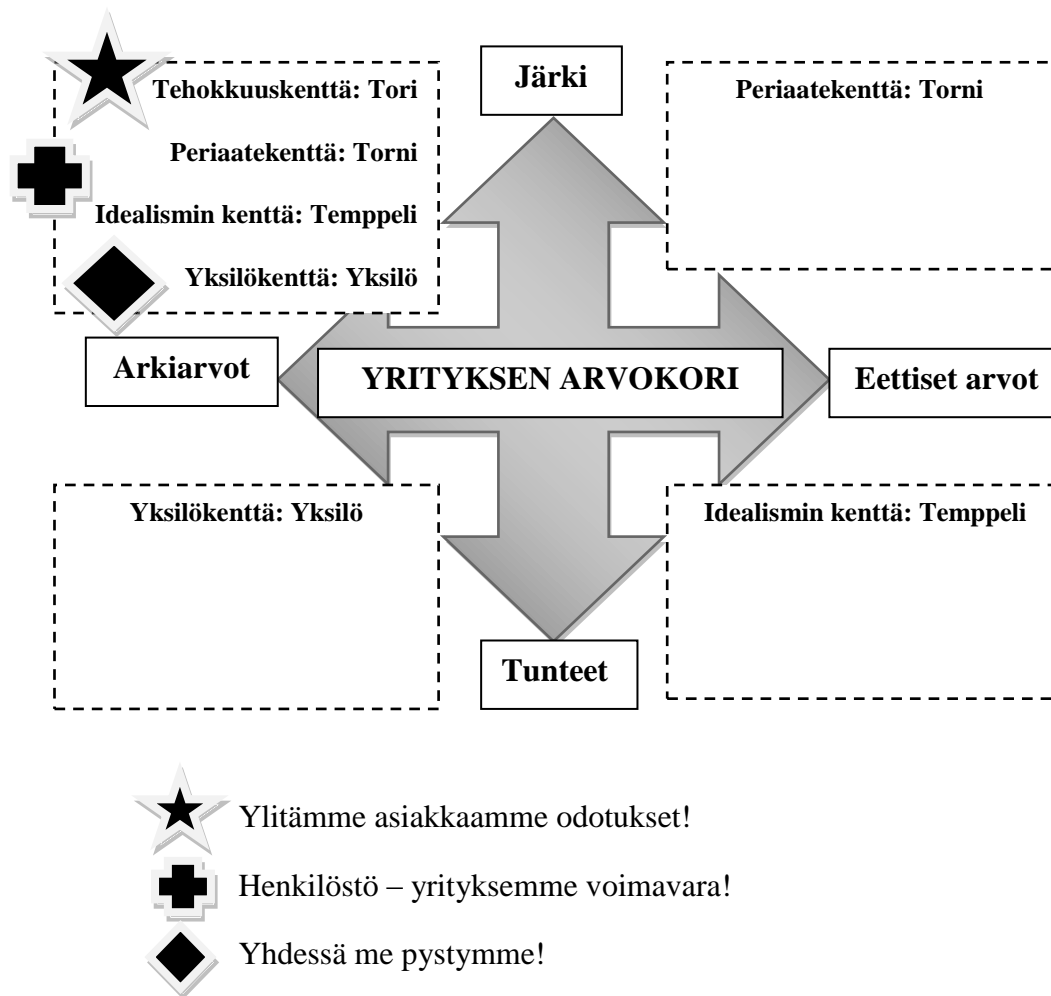 Järki
Tehokkuuskenttä: Tori
Periaatekenttä: Torni
Idealismin kenttä: Temppeli
Yksilökenttä: Yksilö
Periaatekenttä: Torni
Arkiarvot
YRITYKSEN ARVOKORI
Eettiset arvot
Yksilökenttä: Yksilö
Idealismin kenttä: Temppeli
Tunteet
Ylitämme asiakkaamme odotukset!
Henkilöstö – yrityksemme voimavara!
Yhdessä me pystymme!